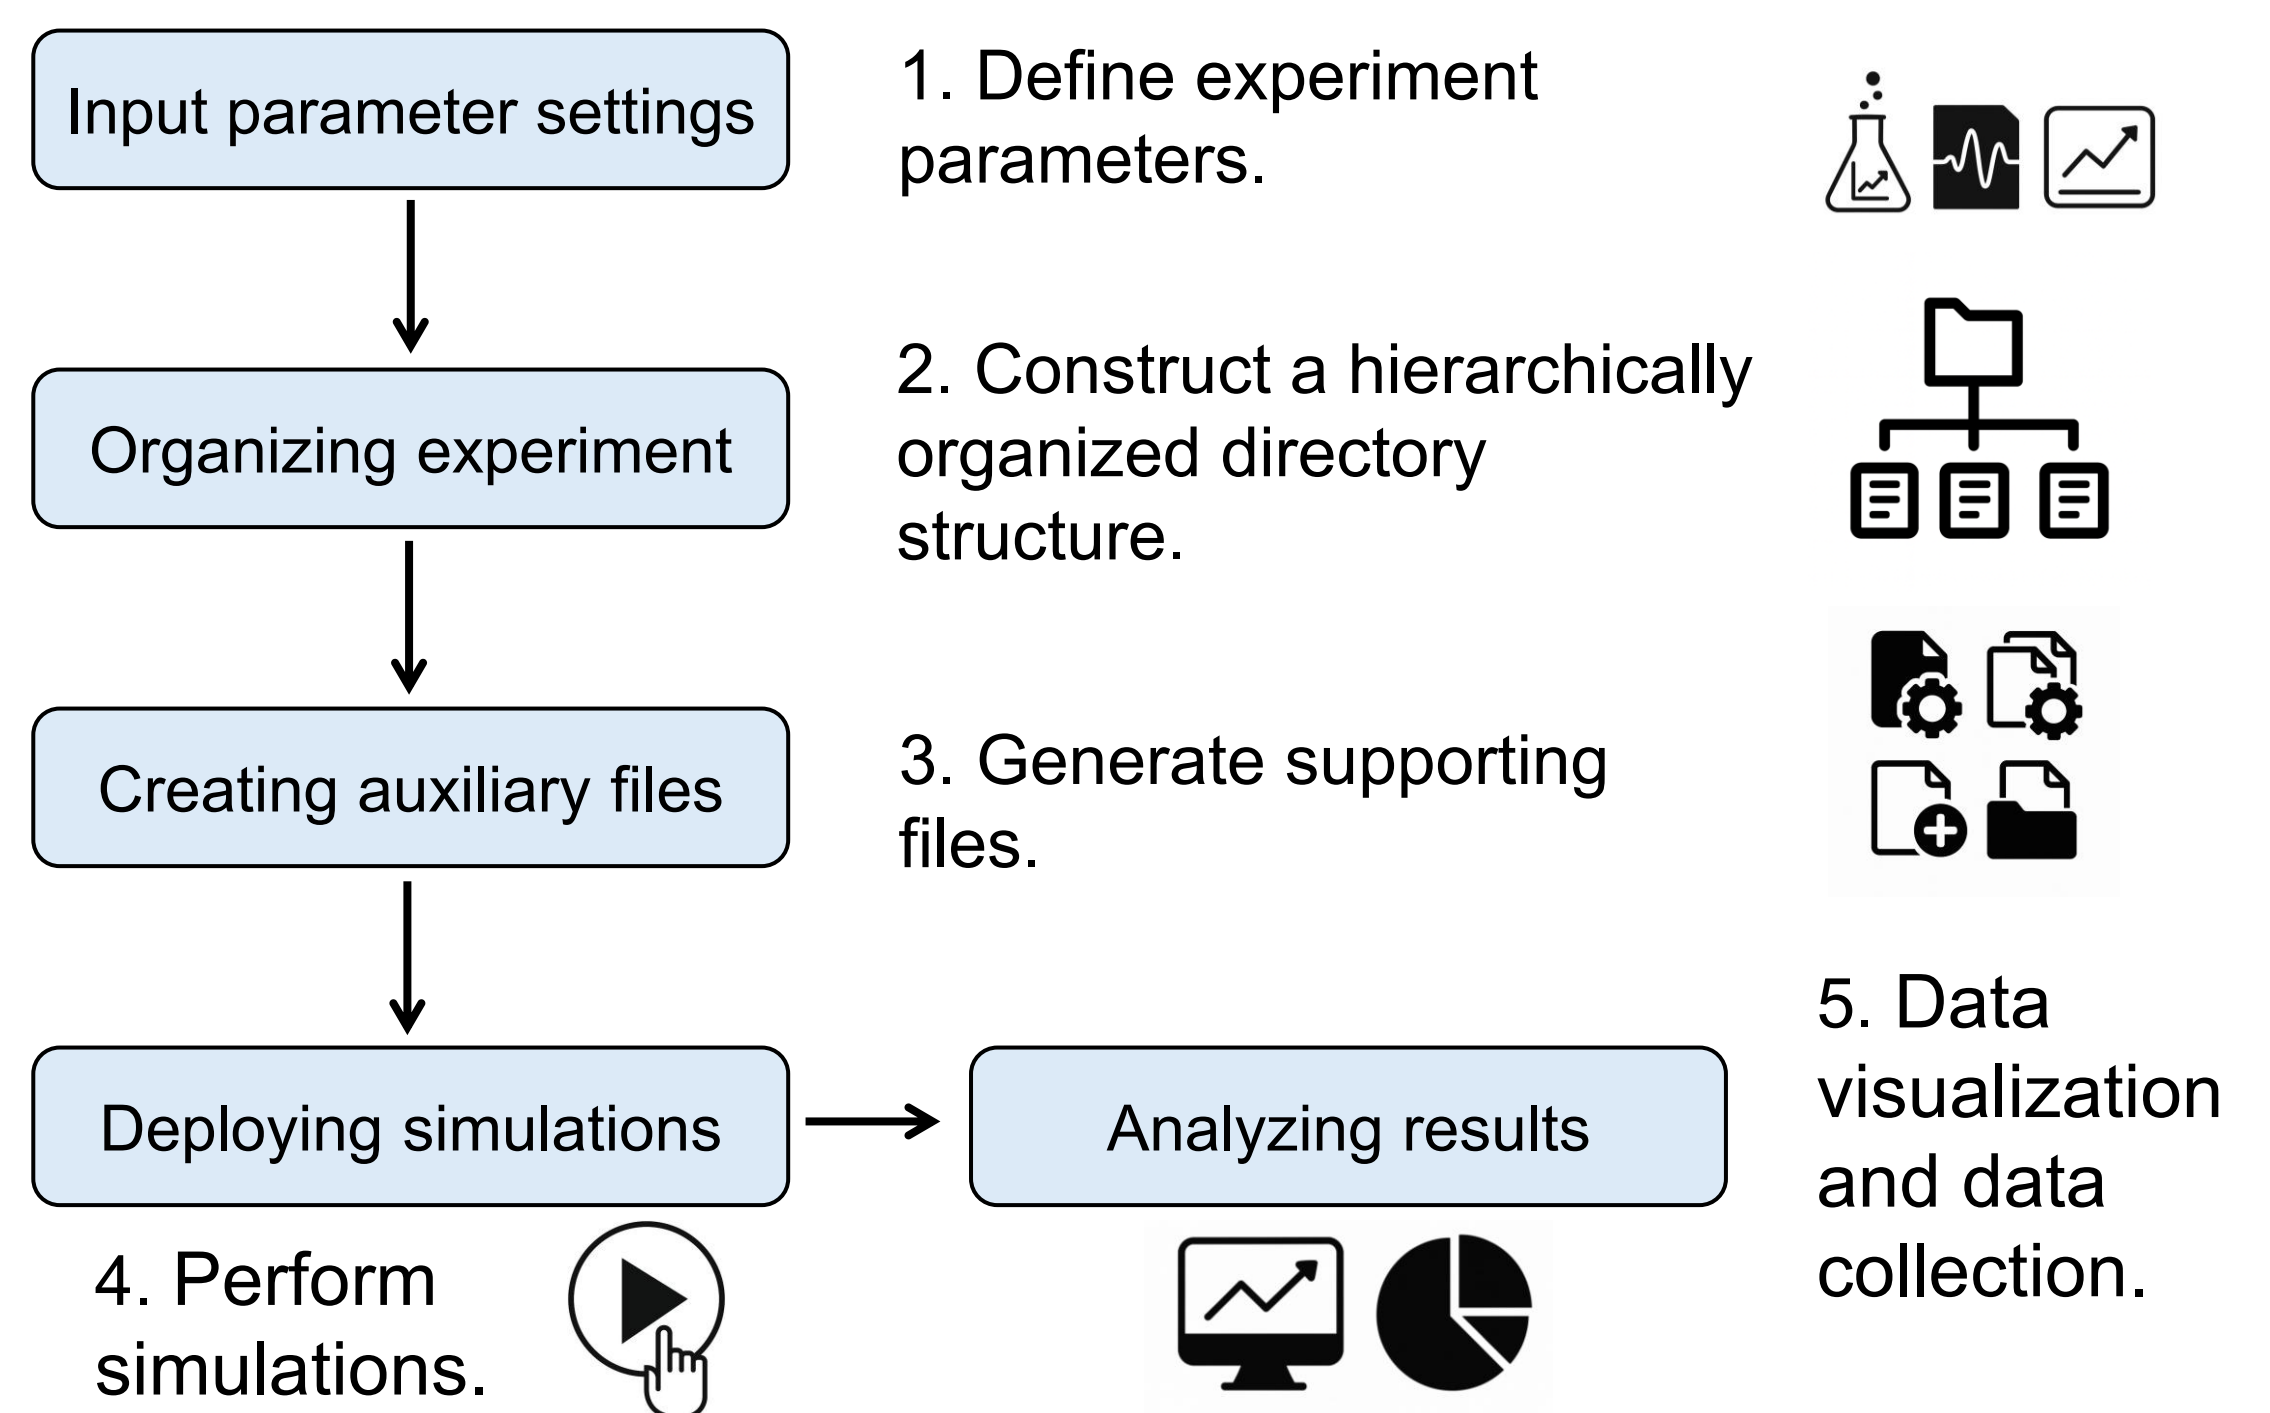 Input parameter settings
1. Define experiment
parameters.
Organizing experiment
2. Construct a hierarchically
organized directory
structure.
Creating auxiliary files
3. Generate supporting
files.
Deploying simulations
4. Perform
simulations.
Analyzing results
5. Data
visualization
and data
collection.